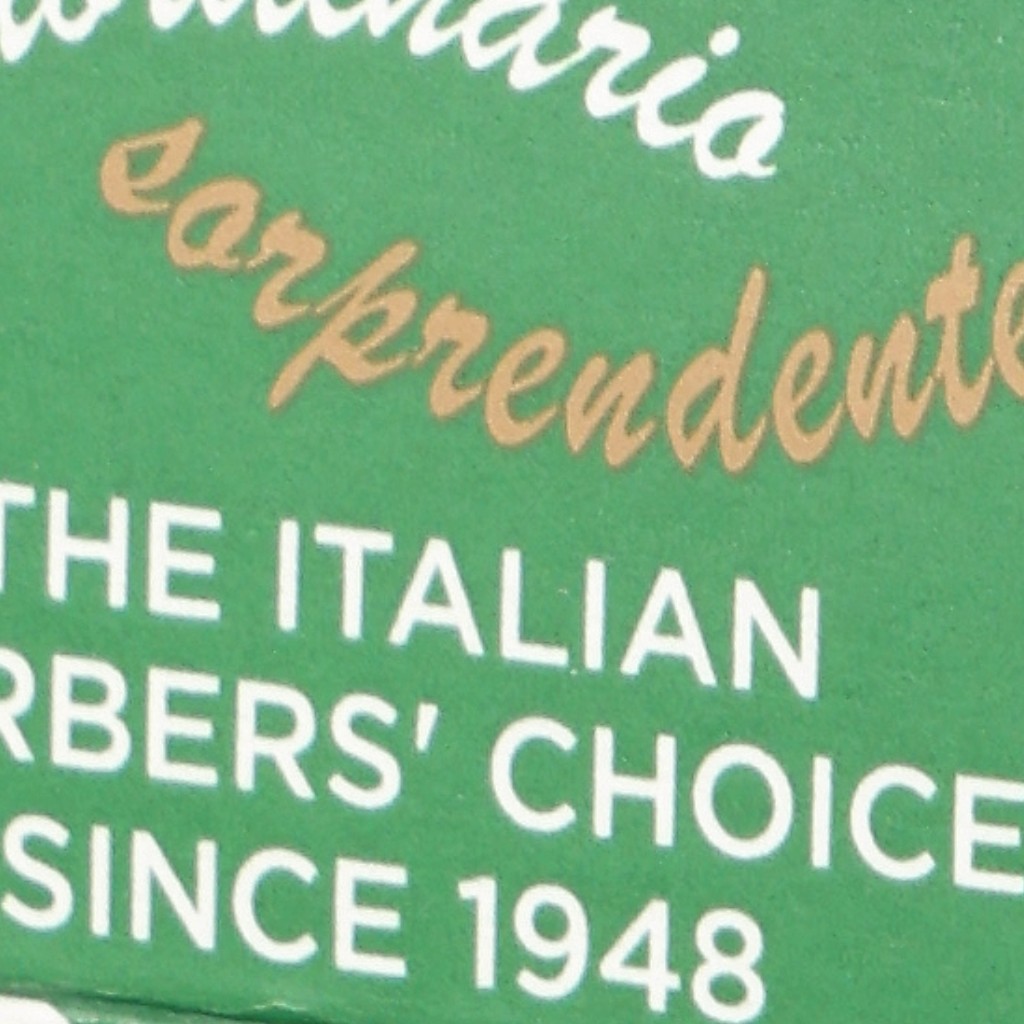 sorprendente
THE ITALIAN
RBERS' CHOICE
SINCE 1948